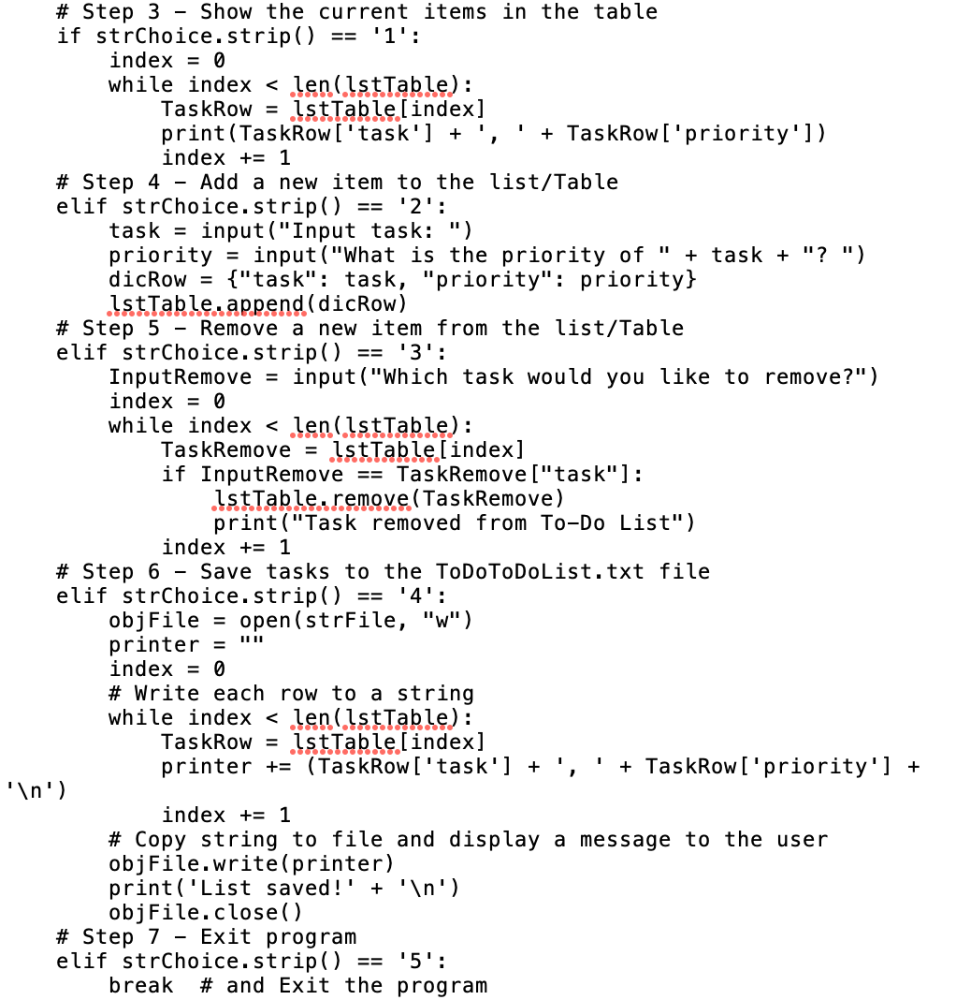 # Step 3 – Show the current items in the table
if strChoice.strip() == '1':
index = 0
while index < len(lstTable):
TaskRow = lstTable[index]
print(TaskRow['task'] + ', ' + TaskRow['priority'])
index += 1
# Step 4 – Add a new item to the list/Table
elif strChoice.strip() == '2':
task = input("Input task: ")
priority = input("What is the priority of " + task + "? ")
dicRow = {"task": task, "priority": priority}
lstTable.append(dicRow)
# Step 5 – Remove a new item from the list/Table
elif strChoice.strip() == '3':
InputRemove = input("Which task would you like to remove?")
index = 0
while index < len(lstTable):
TaskRemove = lstTable[index]
if InputRemove == TaskRemove["task"]:
lstTable.remove(TaskRemove)
print("Task removed from To–Do List")
index += 1
# Step 6 – Save tasks to the ToDoToDoList.txt file
elif strChoice.strip() == '4':
objFile = open(strFile, "w")
printer = ""
index = 0
# Write each row to a string
while index < len(lstTable):
TaskRow = lstTable[index]
printer += (TaskRow['task'] + ', ' + TaskRow['priority'] +
'\n')
index += 1
# Copy string to file and display a message to the user
objFile.write(printer)
print('List saved!' + '\n')
objFile.close()
# Step 7 – Exit program
elif strChoice.strip() == '5':
break  # and Exit the program